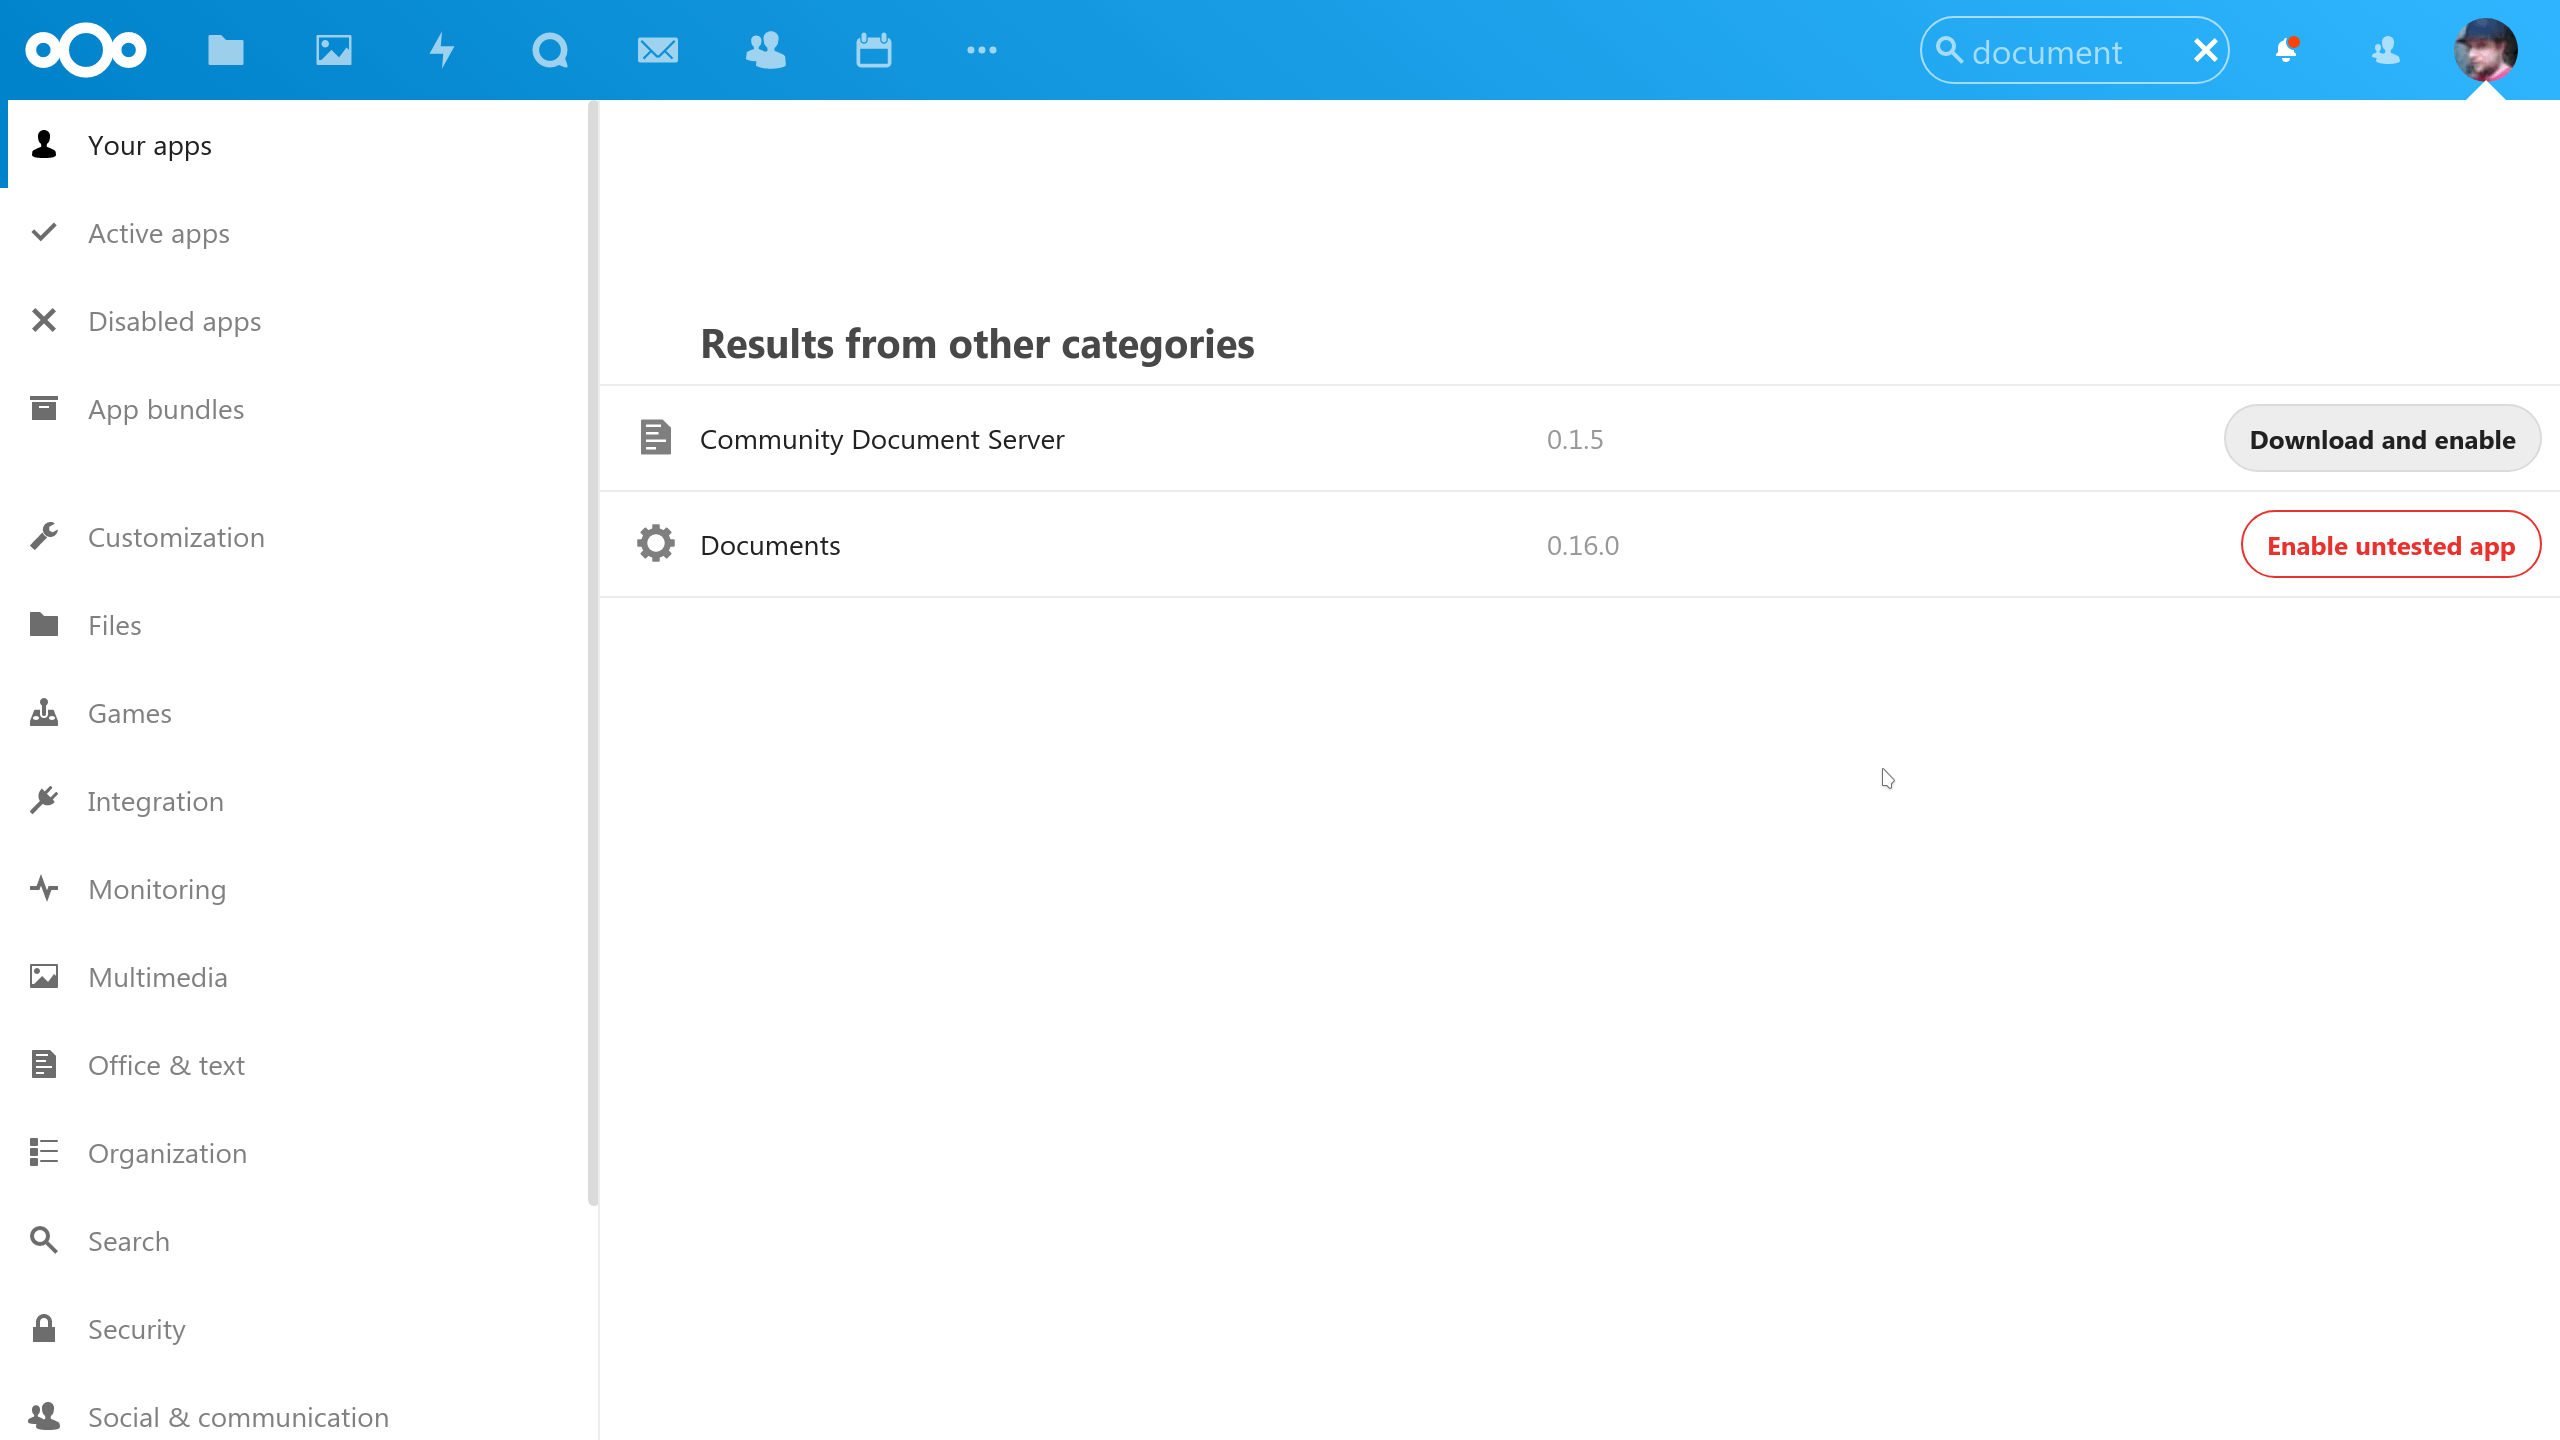 document
Your apps
Active apps
Disabled apps
App bundles
Customization
Files
Games
Integration
Monitoring
Multimedia
Office & text
Organization
Search
Security
Social & communication
Results from other categories
Community Document Server 0.1.5 Download and enable
Documents 0.16.0 Enable untested app